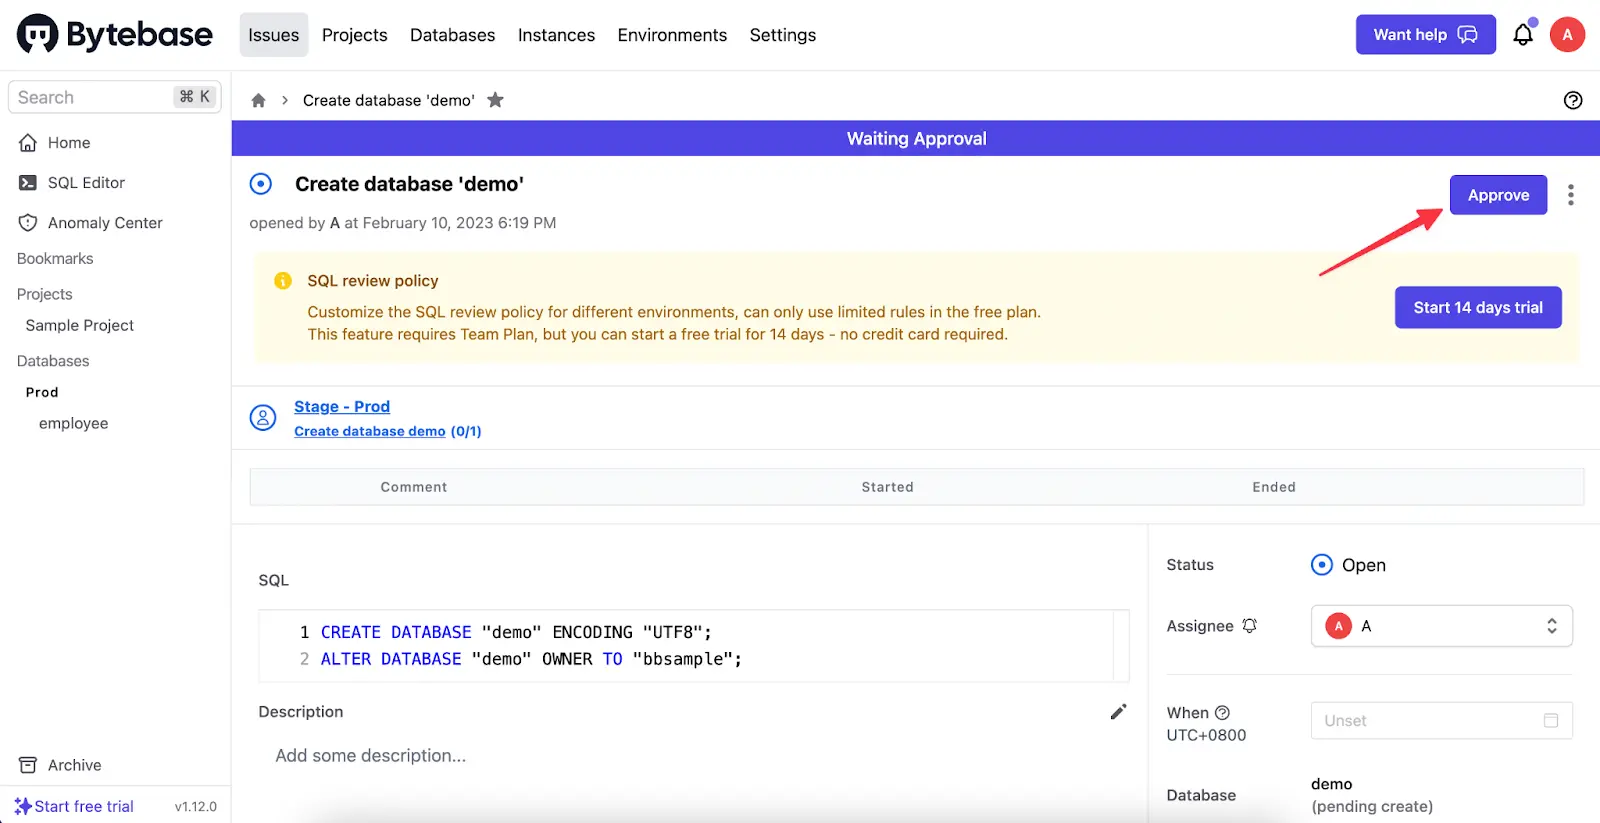 Bytebase
Issues Projects Databases Instances Environments Settings
Want help
A
Search ⌘ K
Home
SQL Editor
Anomaly Center
Bookmarks
Projects
Sample Project
Databases
Prod
employee
Archive
Start free trial v1.12.0
Create database 'demo'
Waiting Approval
Create database 'demo'
Approve
opened by A at February 10, 2023 6:19 PM
SQL review policy
Customize the SQL review policy for different environments, can only use limited rules in the free plan.
This feature requires Team Plan, but you can start a free trial for 14 days - no credit card required.
Start 14 days trial
Stage - Prod
Create database demo (0/1)
Comment Started Ended
SQL
1 CREATE DATABASE "demo" ENCODING "UTF8";
2 ALTER DATABASE "demo" OWNER TO "bbsample";
Description
Add some description...
Status Open
Assignee A A
When Unset
UTC+0800
Database demo
(pending create)